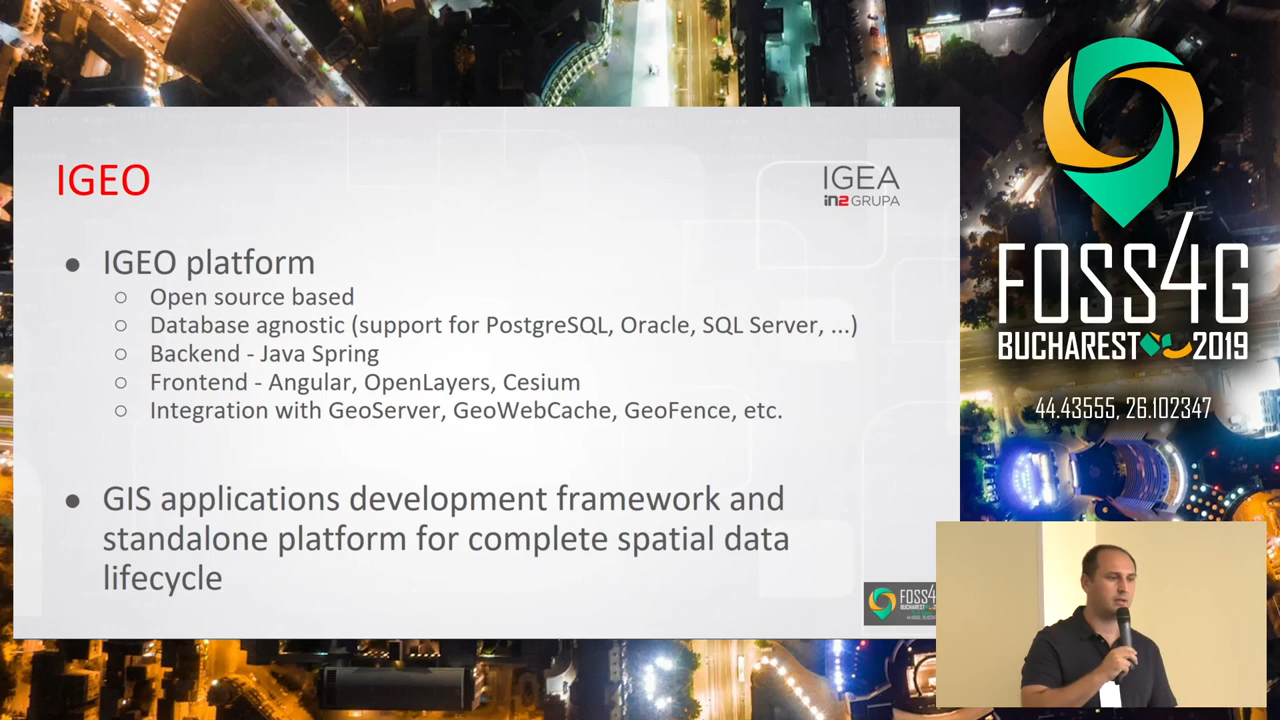 IGEO
IGEA
in2 GRUPA
● IGEO platform
○ Open source based
○ Database agnostic (support for PostgreSQL, Oracle, SQL Server, ...)
○ Backend - Java Spring
○ Frontend - Angular, OpenLayers, Cesium
○ Integration with GeoServer, GeoWebCache, GeoFence, etc.
● GIS applications development framework and
standalone platform for complete spatial data
lifecycle
FOSS4
BUCHAREST
FOSS4G
BUCHAREST 2019
44.43555, 26.102347